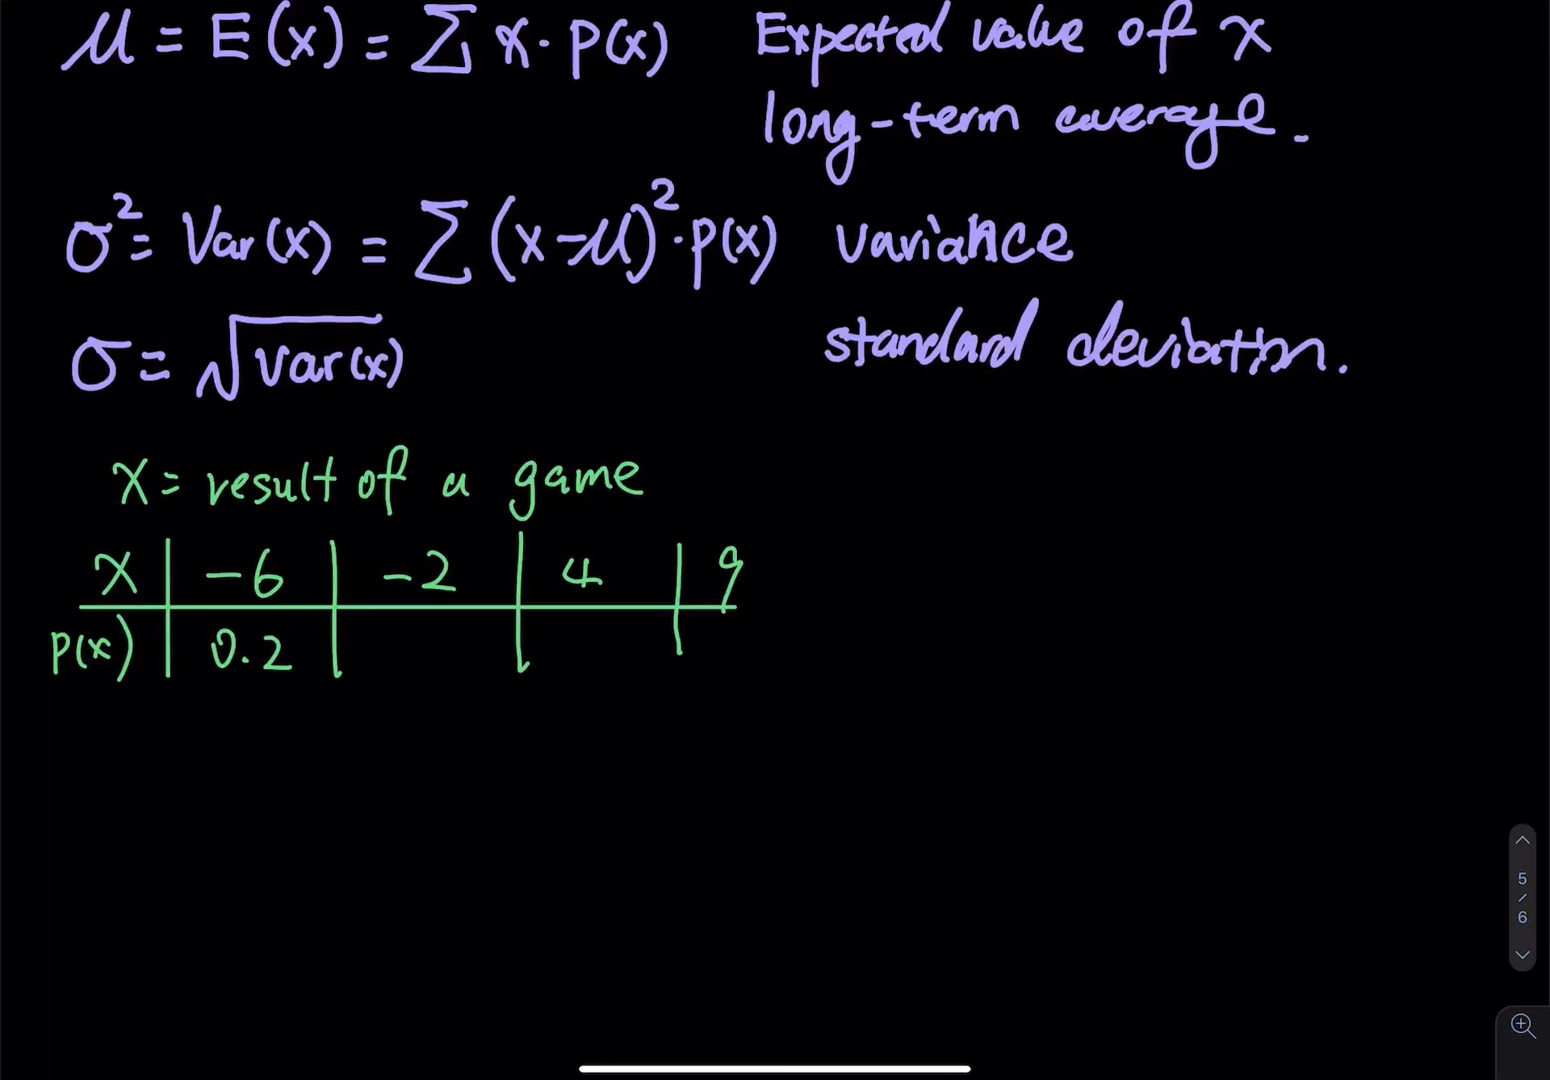 μ = E(x) = ∑ x · p(x) Expected value of x
long-term average.
σ² = Var(x) = ∑ (x-μ)² · p(x) variance
σ = √var(x) standard deviation.
x = result of a game
x | -6 | -2 | 4 | 9
p(x) | 0.2 | | |
5
/
6